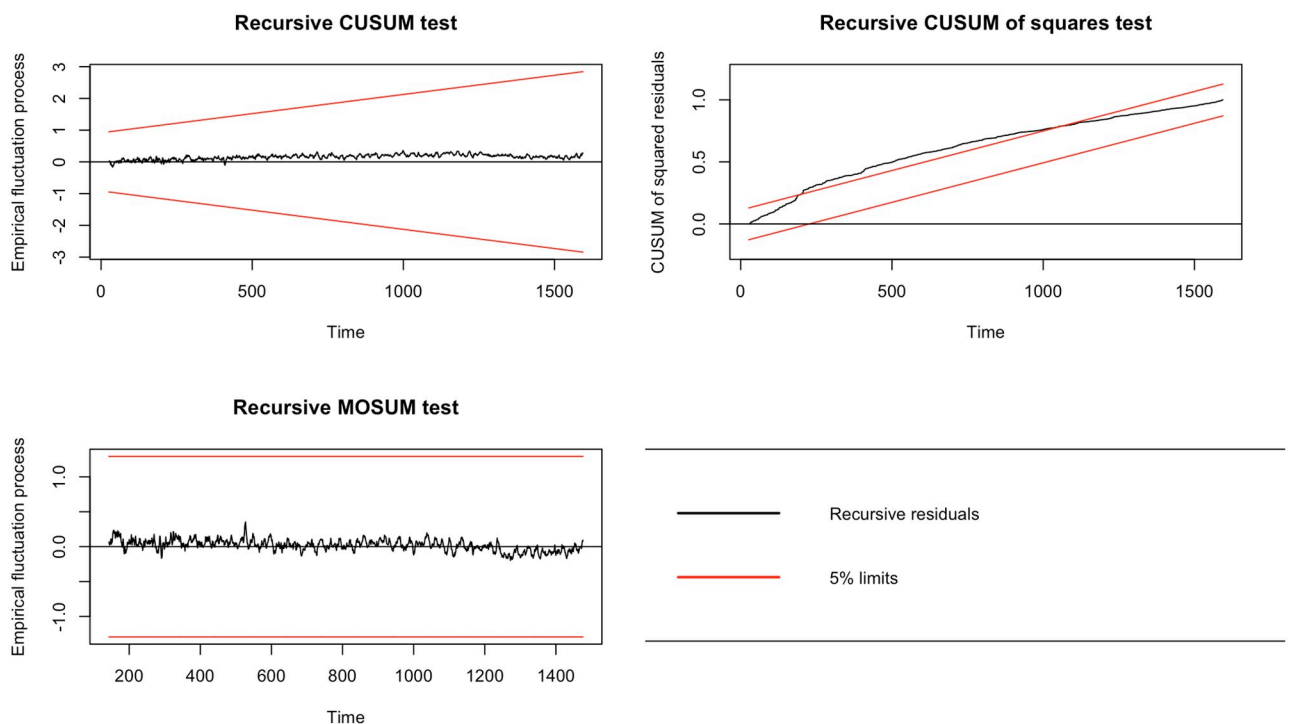 Recursive CUSUM test
Empirical fluctuation process
3
2
1
0
-1
-2
-3
0 500 1000 1500
Time
Recursive CUSUM of squares test
CUSUM of squared residuals
1.0
0.5
0.0
0 500 1000 1500
Time
Recursive MOSUM test
Empirical fluctuation process
1.0
0.0
-1.0
200 400 600 800 1000 1200 1400
Time
Recursive residuals
5% limits